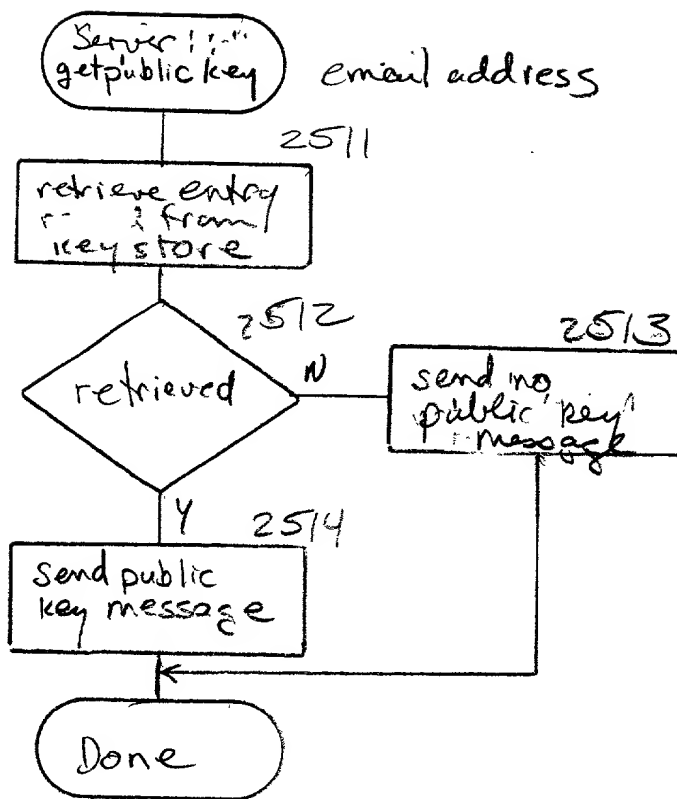 Server
getpublic key
email address
2511
retrieve entry
from
key store
2512
retrieved
N
2513
send no
public key
message
Y
2514
send public
key message
Done